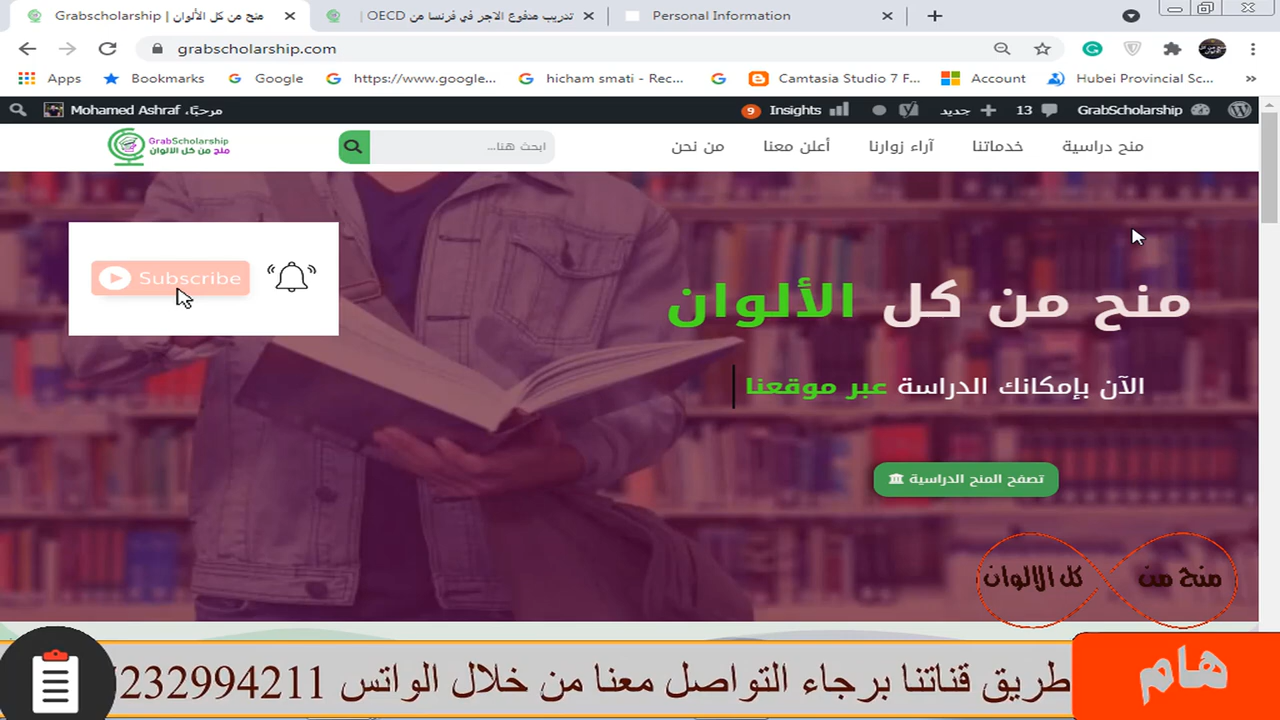 Grabscholarship | منح من كل الألوان
تدريب مدفوع الاجر في فرنسا من OECD |
Personal Information
grabscholarship.com
Apps
Bookmarks
Google
https://www.google...
hicham smati - Rec...
Camtasia Studio 7 F...
Account
Hubei Provincial Sc...
»
مرحبًا، Mohamed Ashraf
9 Insights
جديد
13
GrabScholarship
GrabScholarship
منح من كل الألوان
ابحث هنا...
منح دراسية
خدماتنا
آراء زوارنا
أعلن معنا
من نحن
Subscribe
منح من كل الألوان
الآن بإمكانك الدراسة عبر موقعنا
تصفح المنح الدراسية
منح من كل الالوان
هام
طريق قناتنا برجاء التواصل معنا من خلال الواتس 232994211